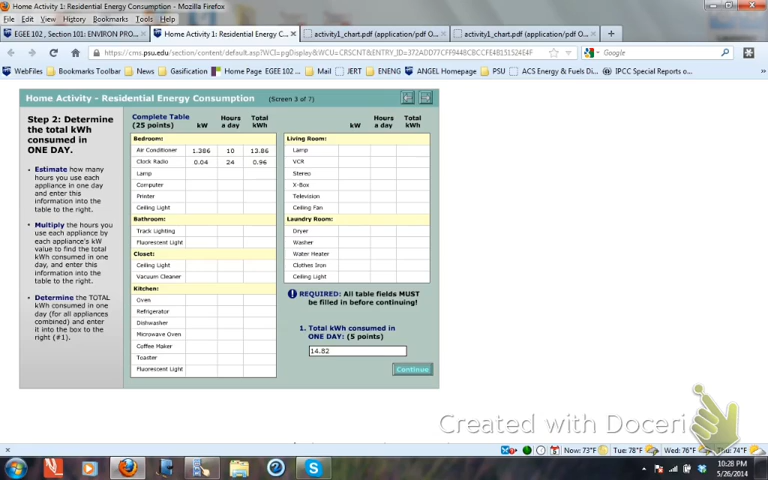 Home Activity 1: Residential Energy Consumption - Mozilla Firefox
File Edit View History Bookmarks Tools Help
EGEE 102 , Section 101: ENVIRON PRO...
Home Activity 1: Residential Energy C...
activity1_chart.pdf (application/pdf O...
activity1_chart.pdf (application/pdf O...
Google
WebFiles Bookmarks Toolbar News Gasification Home Page EGEE 102 ... Mail JERT ENENG ANGEL Homepage PSU ACS Energy & Fuels Di... IPCC Special Reports o...
Home Activity - Residential Energy Consumption (Screen 3 of 7)
Step 2: Determine
the total kWh
consumed in
ONE DAY.
• Estimate how many
hours you use each
appliance in one day
and enter this
information into the
table to the right.
• Multiply the hours you
use each appliance by
each appliance's kW
value to find the total
kWh consumed in one
day, and enter this
information into the
table to the right.
• Determine the TOTAL
kWh consumed in one
day (for all appliances
combined) and enter
it into the box to the
right (#1).
Complete Table
(25 points)
kW Hours a day Total kWh
Bedroom:
Air Conditioner 1.386 10 13.86
Clock Radio 0.04 24 0.96
Lamp
Computer
Printer
Ceiling Light
Bathroom:
Track Lighting
Fluorescent Light
Closet:
Ceiling Light
Vacuum Cleaner
Kitchen:
Oven
Refrigerator
Dishwasher
Microwave Oven
Coffee Maker
Toaster
Fluorescent Light
kW Hours a day Total kWh
Living Room:
Lamp
VCR
Stereo
X-Box
Television
Ceiling Fan
Laundry Room:
Dryer
Washer
Water Heater
Clothes Iron
Ceiling Light
! REQUIRED: All table fields MUST
be filled in before continuing!
1. Total kWh consumed in
ONE DAY: (5 points)
14.82
Continue
Created with Doceri
Now: 73°F Tue: 78°F Wed: 76°F Thu: 74°F
10:28 PM
5/26/2014